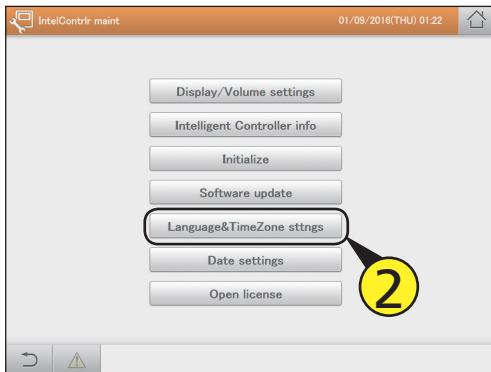 IntelContrlr maint
01/09/2016(THU) 01:22
Display/Volume settings
Intelligent Controller info
Initialize
Software update
Language&TimeZone sttngs
Date settings
2
Open license